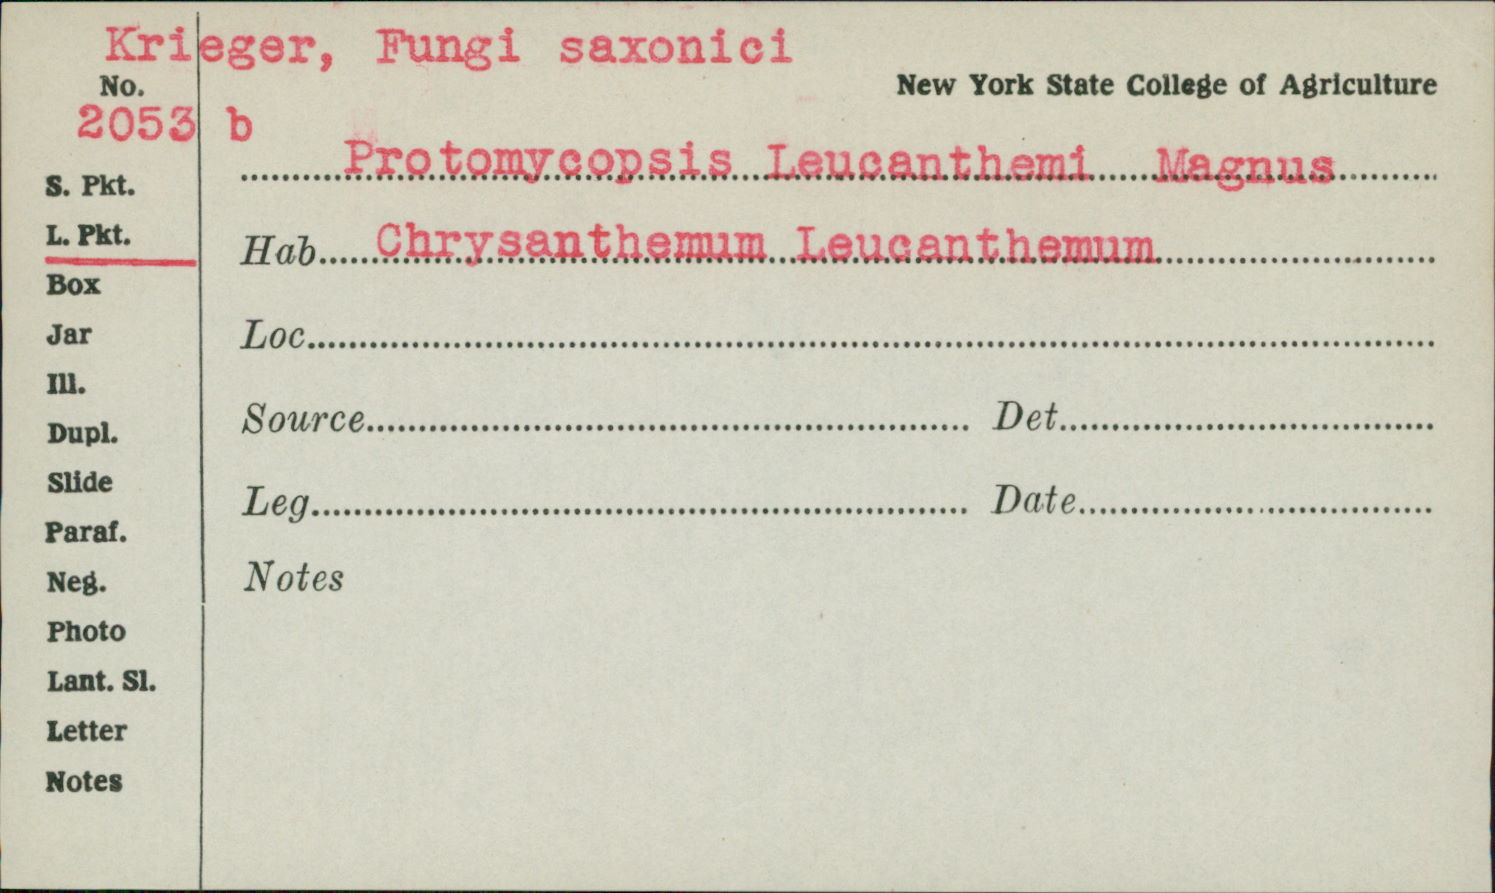 Krieger, Fungi saxonici
No.
New York State College of Agriculture
2053 b
Protomycopsis Leucanthemi Magnus
S. Pkt.
L. Pkt.
Hab. Chrysanthemum Leucanthemum
Box
Jar
Loc.
Ill.
Dupl.
Source Det.
Slide
Leg. Date
Paraf.
Neg.
Notes
Photo
Lant. Sl.
Letter
Notes